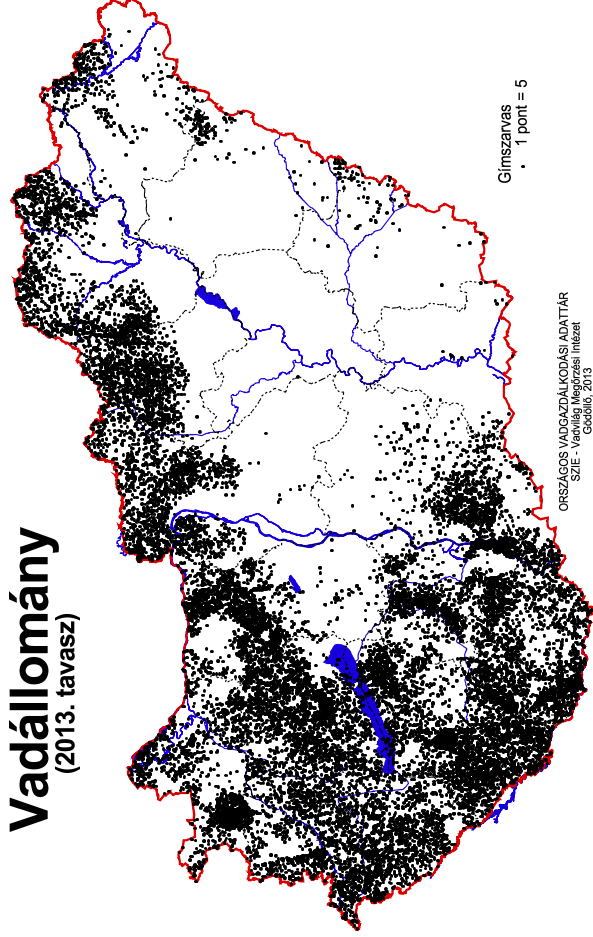 Vadállomány
(2013. tavasz)
Gímszarvas
. 1 pont = 5
ORSZÁGOS VADGAZDÁLKODÁSI ADATTÁR
SZIE - Vadvilág Megőrzési Intézet
Gödöllő, 2013